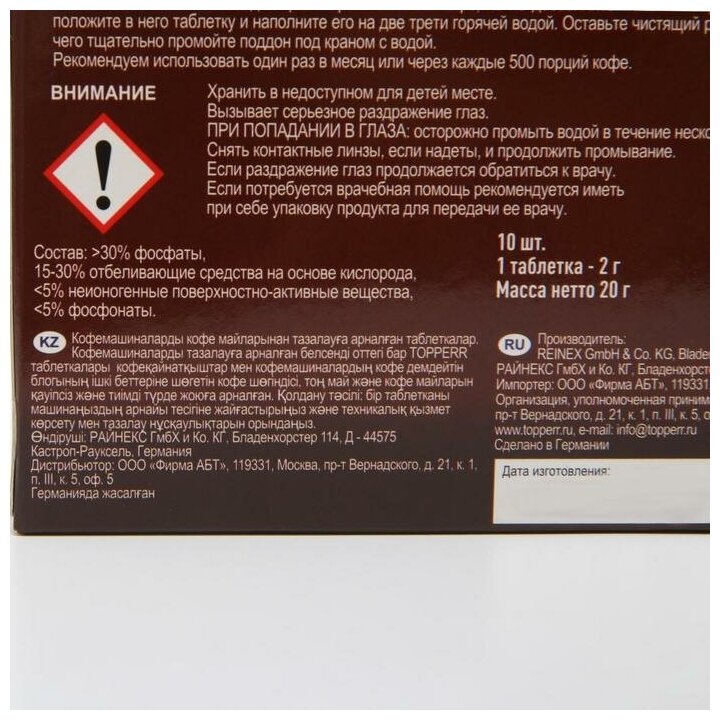 положите в него таблетку и наполните его на две трети горячей водой. Оставьте чистящий
чего тщательно промойте поддон под краном с водой.
Рекомендуем использовать один раз в месяц или через каждые 500 порций кофе.
ВНИМАНИЕ
Хранить в недоступном для детей месте.
Вызывает серьезное раздражение глаз.
ПРИ ПОПАДАНИИ В ГЛАЗА: осторожно промыть водой в течение
Снять контактные линзы, если надеты, и продолжить промывание.
Если раздражение глаз продолжается обратиться к врачу.
Если потребуется врачебная помощь рекомендуется иметь
при себе упаковку продукта для передачи ее врачу.
Состав: >30% фосфаты,
15-30% отбеливающие средства на основе кислорода,
<5% неионогенные поверхностно-активные вещества,
<5% фосфонаты.
10 шт.
1 таблетка - 2 г
Масса нетто 20 г
KZ Кофемашиналарды кофе майларынан тазалауға арналған таблеткалар.
Кофемашиналарды тазалауға арналған белсенді оттегі бар TOPPERR
таблеткалары кофеқайнатқыштар мен кофемашиналардың кофе демдейтін
блогының ішкі беттеріне шөгетін кофе шөгіндісі, тоң май және кофе майларын
қауіпсіз және тиімді түрде жоюға арналған. Қолдану тәсілі: бір таблетканы
машинаңыздың арнайы тесігіне жайғастырыңыз және техникалық қызмет
көрсету мен тазалау нұсқаулықтарын орындаңыз.
Өндіруші: РАЙНЕКС Гмбх и Ко. КГ, Бладенхорстер 114, Д - 44575
Кастроп-Рауксель, Германия
Дистрибьютор: ООО «Фирма АБТ», 119331, Москва, пр-т Вернадского, д. 21, к. 1,
п. III, к. 5, оф. 5
Германияда жасалған
RU Производитель:
REINEX GmbH & Co. KG, Bladen
РАЙНЕКС Гмбх и Ко. КГ, Бладенхорстер
Импортер: ООО «Фирма АБТ», 119331
Организация, уполномоченная
пр-т Вернадского, д. 21, к. 1, п. III, к. 5, о
www.topperr.ru, e-mail: info@topperr.ru
Сделано в Германии
Дата изготовления: